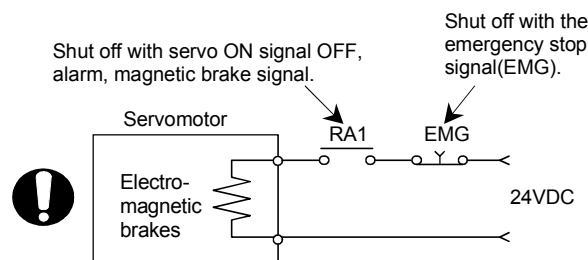 Shut off with the
emergency stop
signal(EMG).
Shut off with servo ON signal OFF,
alarm, magnetic brake signal.
Servomotor
RA1
EMG
Electro-
magnetic
brakes
24VDC